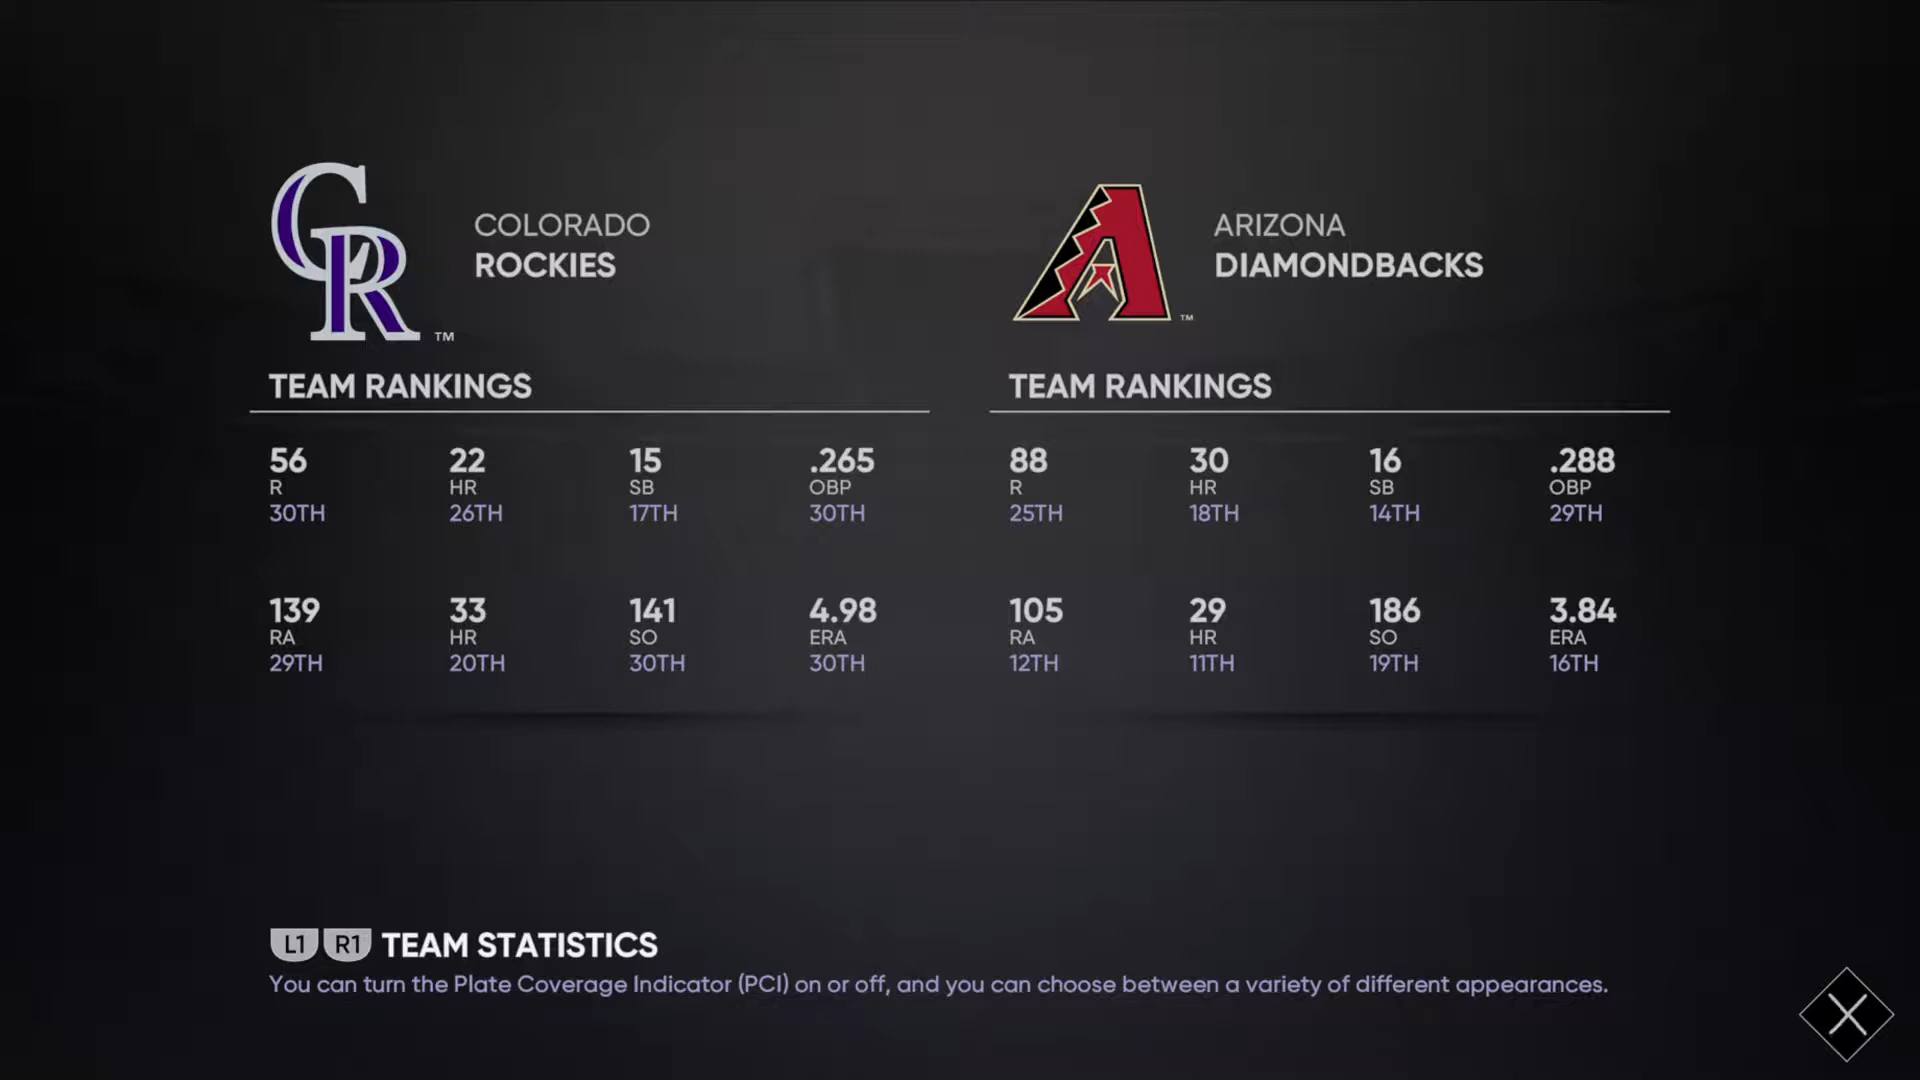 CR ™
COLORADO
ROCKIES
A ™
ARIZONA
DIAMONDBACKS
TEAM RANKINGS
56 22 15 .265
R HR SB OBP
30TH 26TH 17TH 30TH
139 33 141 4.98
RA HR SO ERA
29TH 20TH 30TH 30TH
TEAM RANKINGS
88 30 16 .288
R HR SB OBP
25TH 18TH 14TH 29TH
105 29 186 3.84
RA HR SO ERA
12TH 11TH 19TH 16TH
L1 R1 TEAM STATISTICS
You can turn the Plate Coverage Indicator (PCI) on or off, and you can choose between a variety of different appearances.